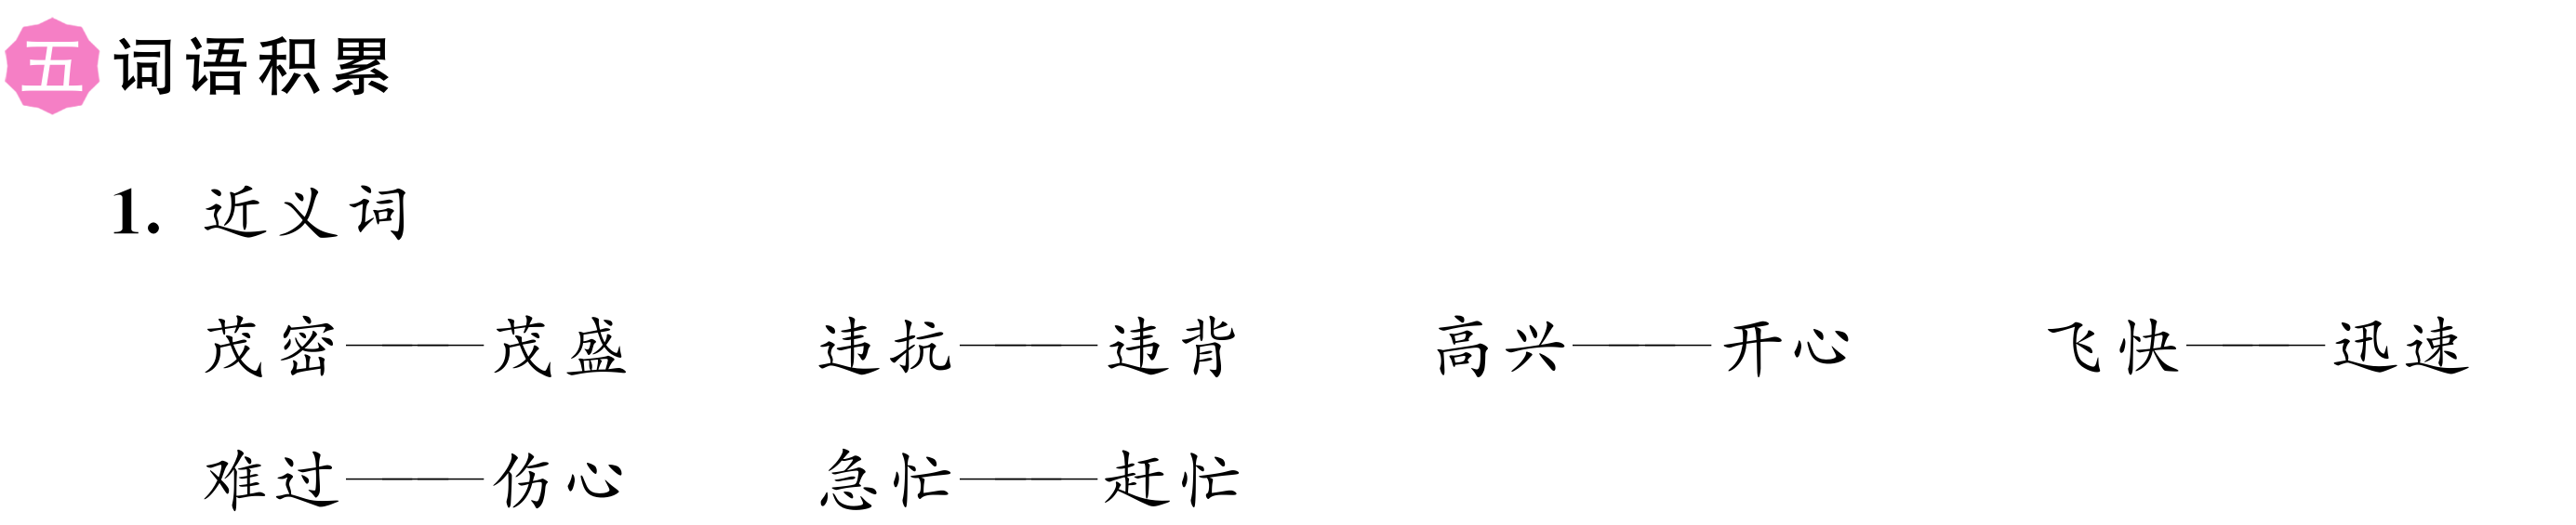 五 词语积累
1. 近义词
茂密——茂盛 违抗——违背 高兴——开心 飞快——迅速
难过——伤心 急忙——赶忙